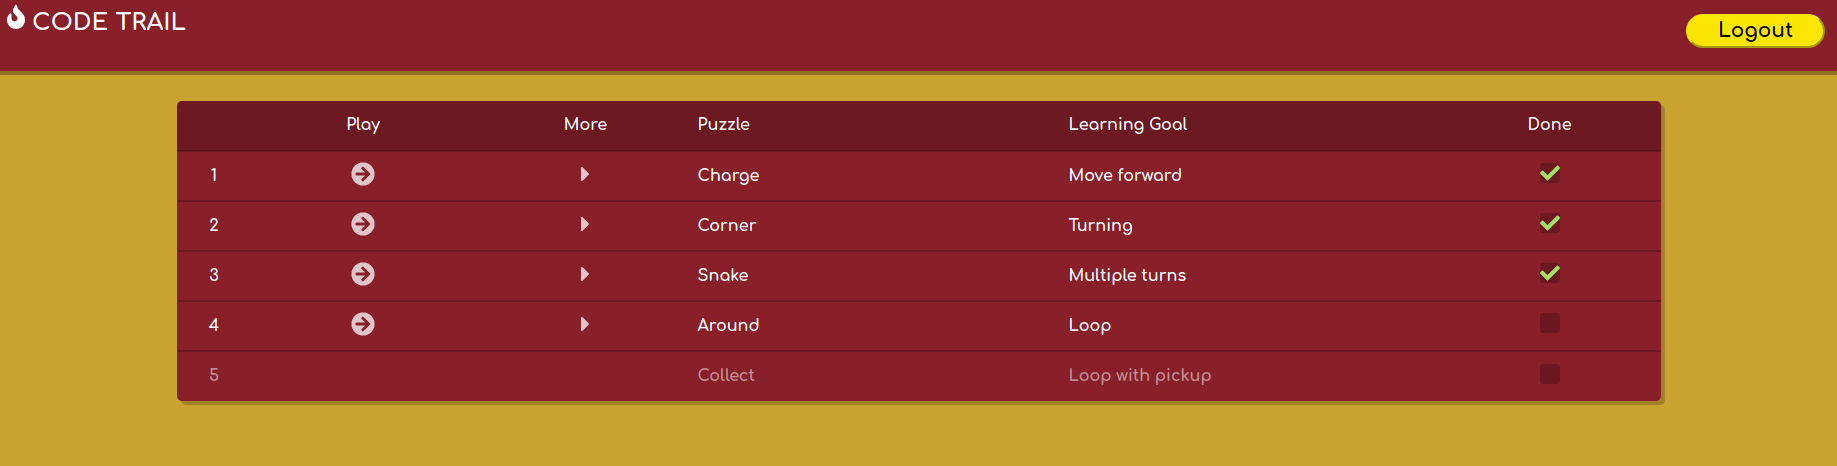 CODE TRAIL
Logout
Play More Puzzle Learning Goal Done
1 Charge Move forward
2 Corner Turning
3 Snake Multiple turns
4 Around Loop
5 Collect Loop with pickup